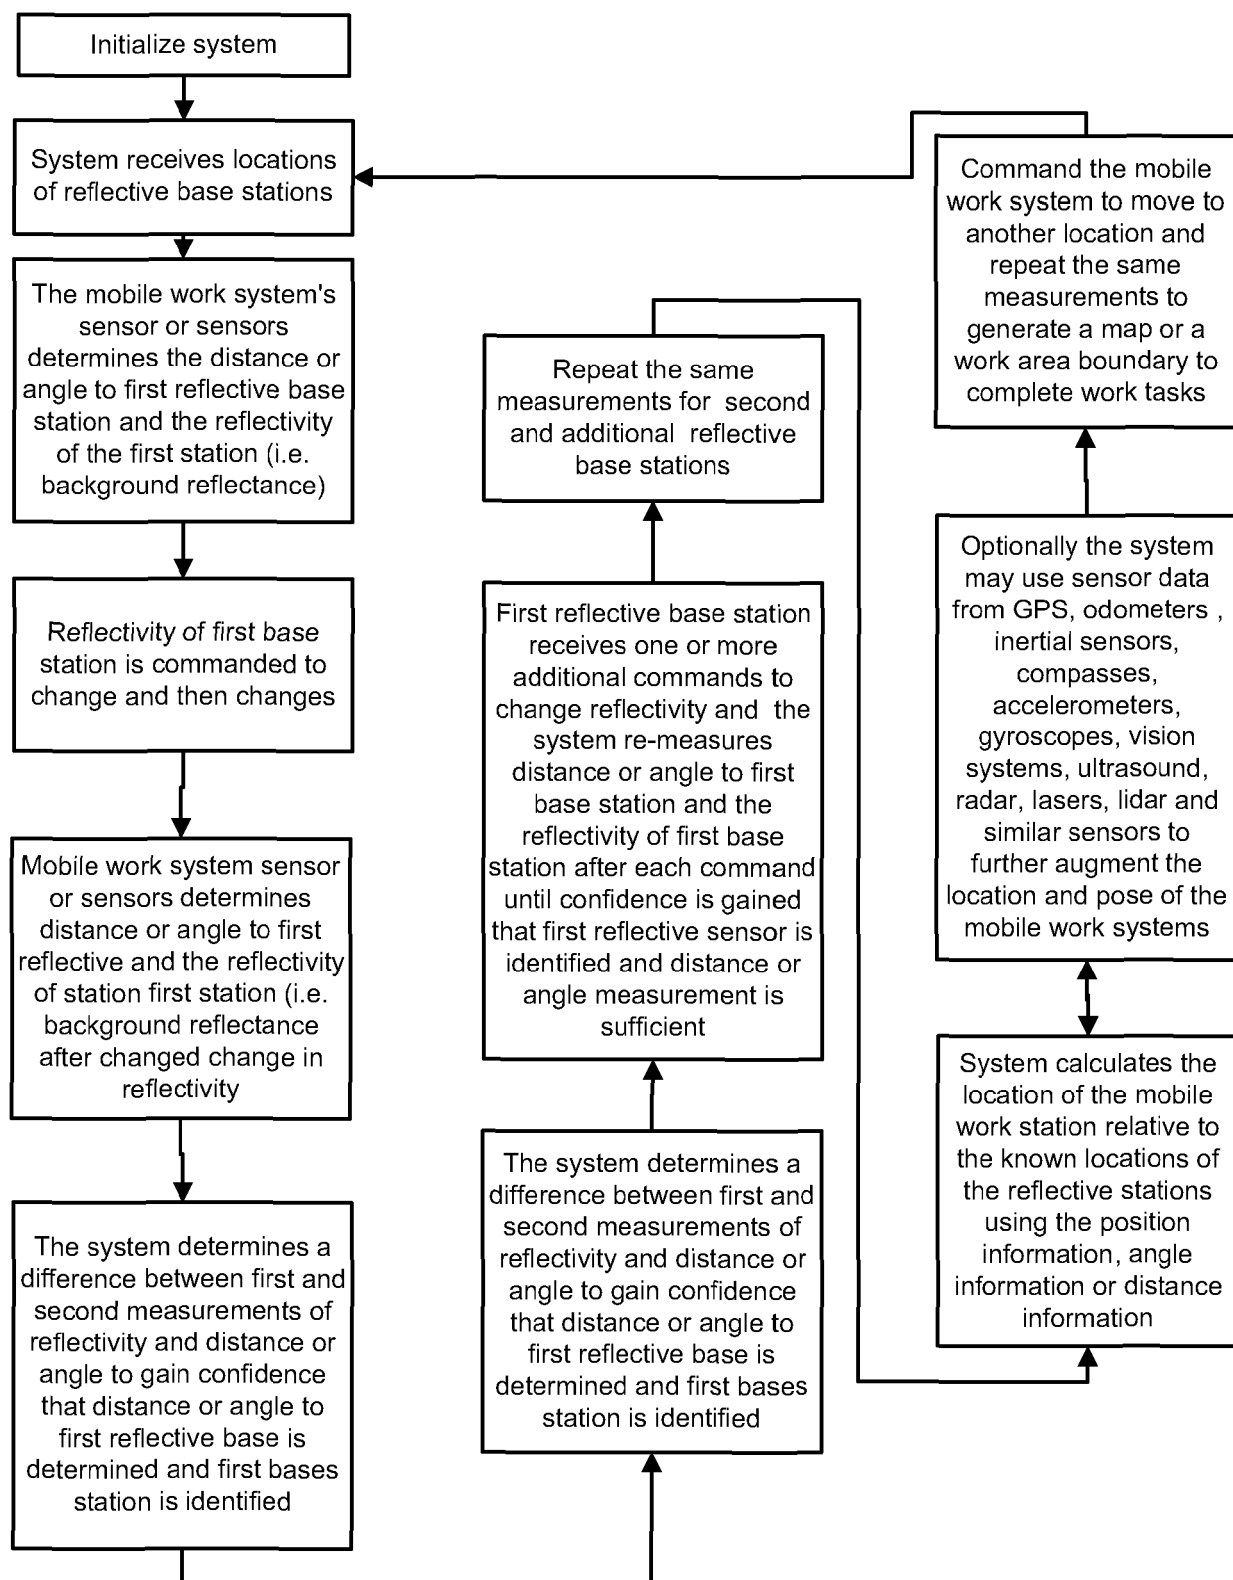 Initialize system
System receives locations
of reflective base stations
The mobile work system's
sensor or sensors
determines the distance or
angle to first reflective base
station and the reflectivity
of the first station (i.e.
background reflectance)
Reflectivity of first base
station is commanded to
change and then changes
Mobile work system sensor
or sensors determines
distance or angle to first
reflective and the reflectivity
of station first station (i.e.
background reflectance
after changed change in
reflectivity
The system determines a
difference between first and
second measurements of
reflectivity and distance or
angle to gain confidence
that distance or angle to
first reflective base is
determined and first bases
station is identified
The system determines a
difference between first and
second measurements of
reflectivity and distance or
angle to gain confidence
that distance or angle to
first reflective base is
determined and first bases
station is identified
First reflective base station
receives one or more
additional commands to
change reflectivity and the
system re-measures
distance or angle to first
base station and the
reflectivity of first base
station after each command
until confidence is gained
that first reflective sensor is
identified and distance or
angle measurement is
sufficient
Repeat the same
measurements for second
and additional reflective
base stations
System calculates the
location of the mobile
work station relative to
the known locations of
the reflective stations
using the position
information, angle
information or distance
information
Optionally the system
may use sensor data
from GPS, odometers ,
inertial sensors,
compasses,
accelerometers,
gyroscopes, vision
systems, ultrasound,
radar, lasers, lidar and
similar sensors to
further augment the
location and pose of the
mobile work systems
Command the mobile
work system to move to
another location and
repeat the same
measurements to
generate a map or a
work area boundary to
complete work tasks